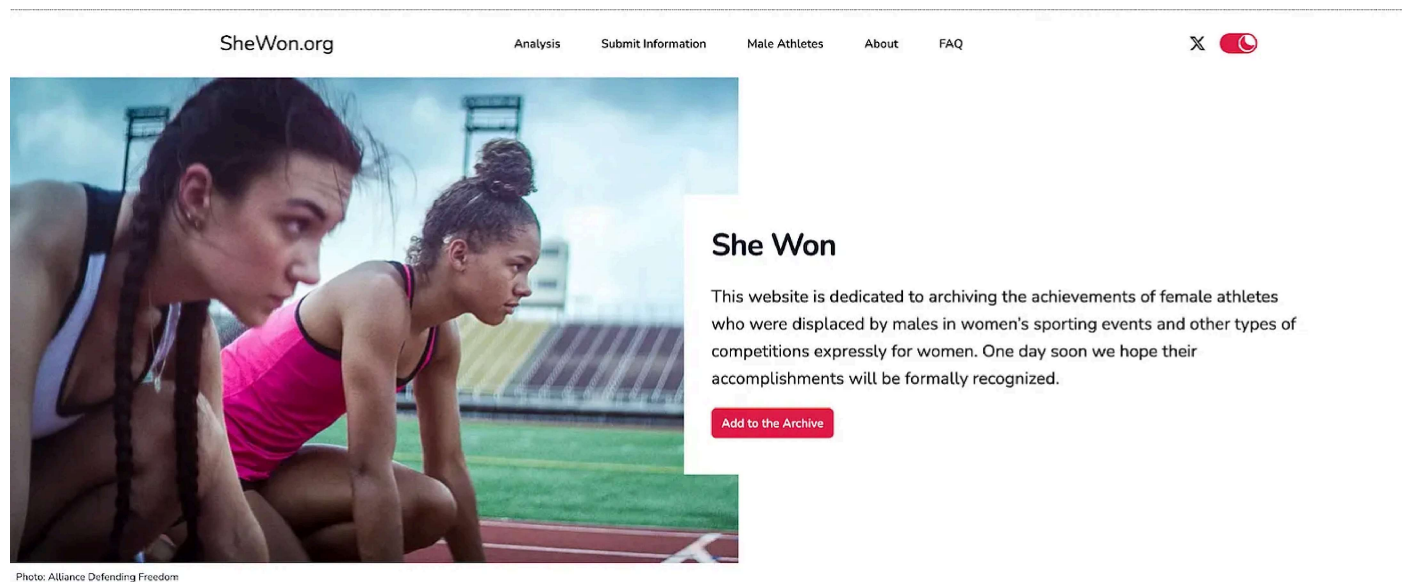 SheWon.org
Analysis Submit Information Male Athletes About FAQ
She Won
This website is dedicated to archiving the achievements of female athletes
who were displaced by males in women's sporting events and other types of
competitions expressly for women. One day soon we hope their
accomplishments will be formally recognized.
Add to the Archive
Photo: Alliance Defending Freedom